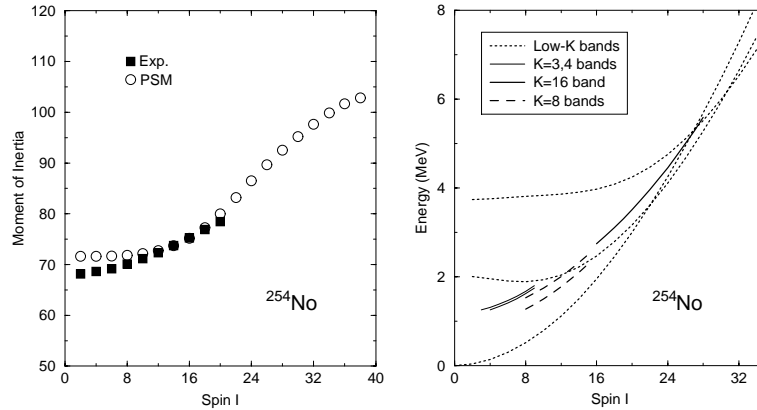 120
110
100
90
80
70
60
50
0 8 16 24 32 40
Moment of Inertia
Spin I
Exp.
PSM
254No
8
6
4
2
0
0 8 16 24 32
Energy (MeV)
Spin I
Low-K bands
K=3,4 bands
K=16 band
K=8 bands
254No